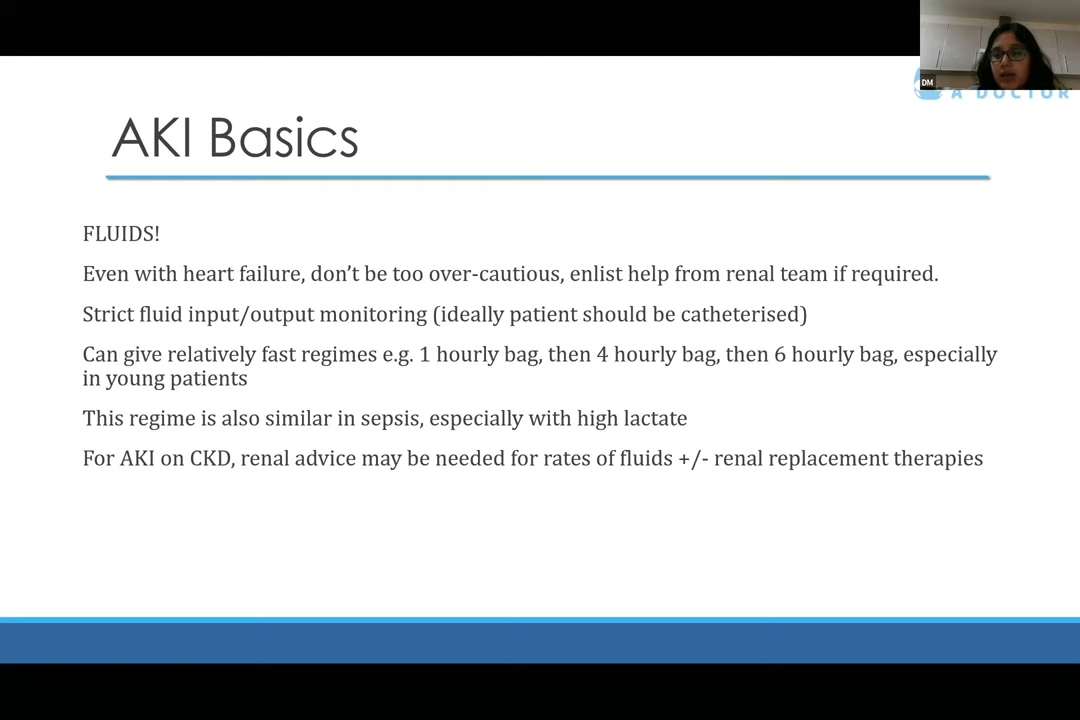 DM
A DOCTOR
AKI Basics
FLUIDS!
Even with heart failure, don’t be too over-cautious, enlist help from renal team if required.
Strict fluid input/output monitoring (ideally patient should be catheterised)
Can give relatively fast regimes e.g. 1 hourly bag, then 4 hourly bag, then 6 hourly bag, especially
in young patients
This regime is also similar in sepsis, especially with high lactate
For AKI on CKD, renal advice may be needed for rates of fluids +/- renal replacement therapies